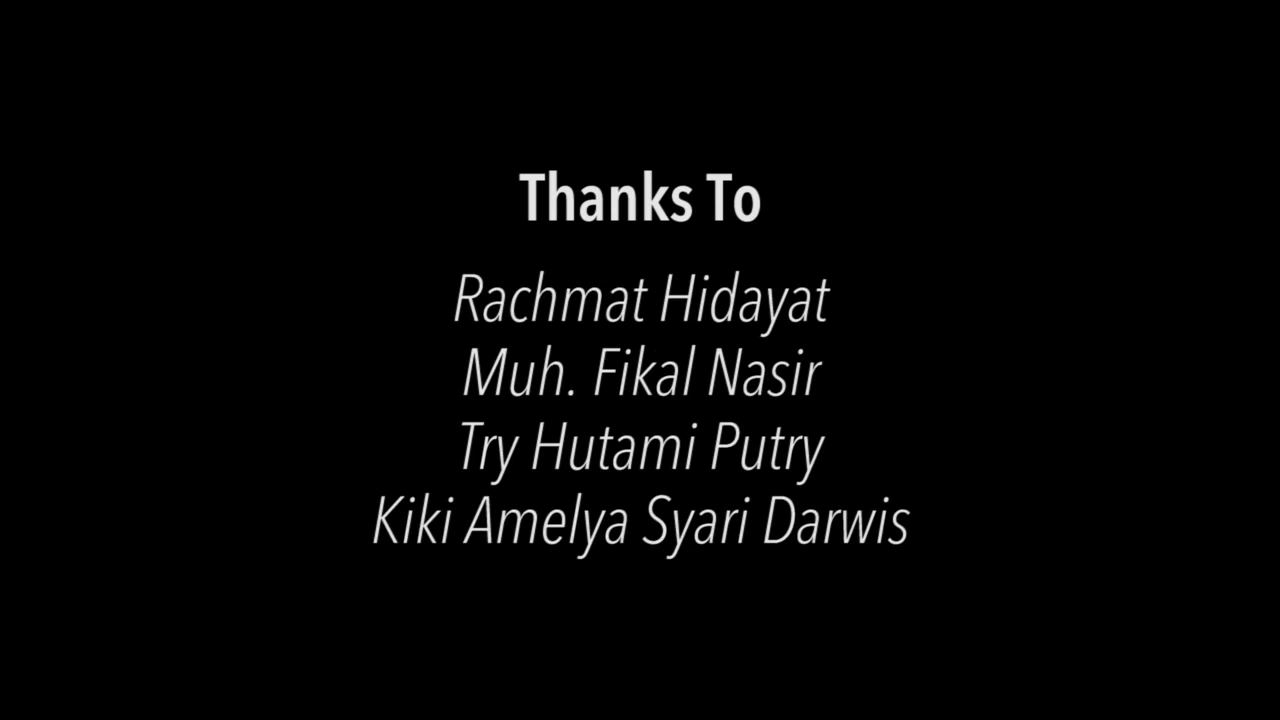 Thanks To
Rachmat Hidayat
Muh. Fikal Nasir
Try Hutami Putry
Kiki Amelya Syari Darwis